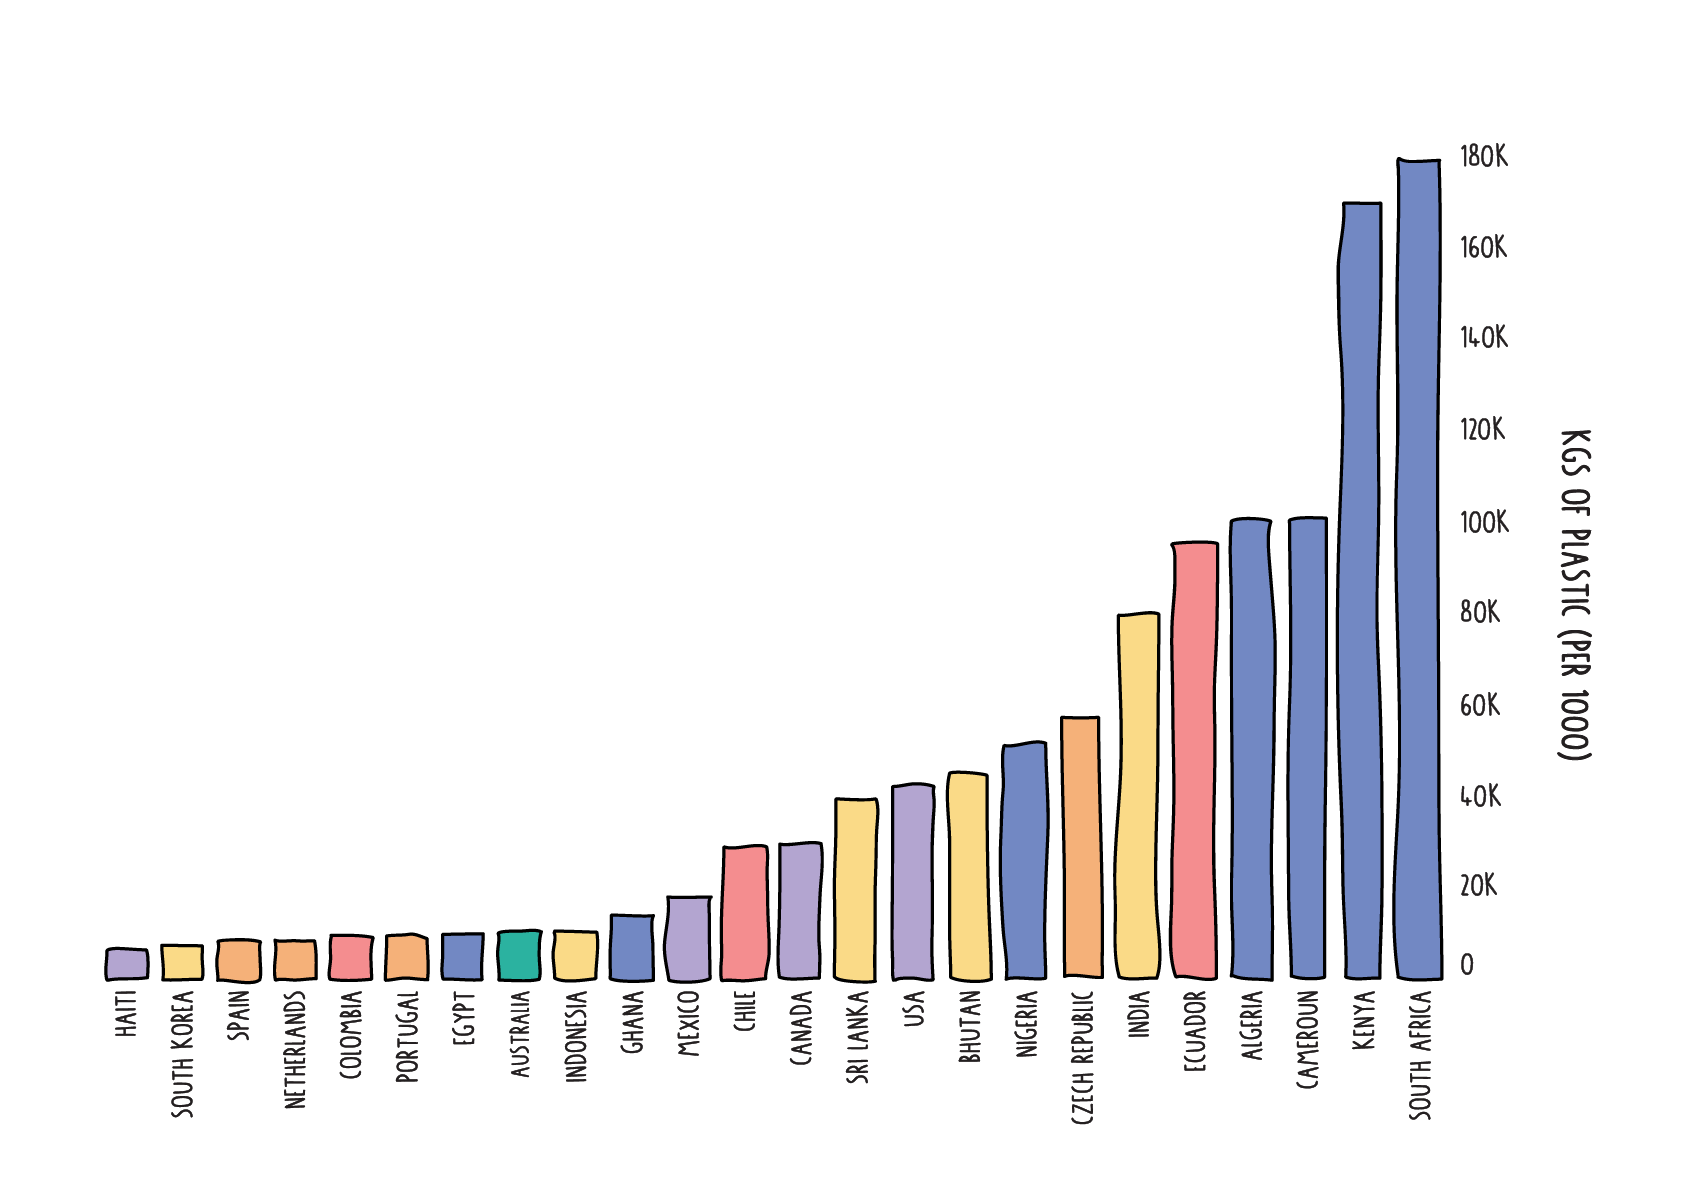 180K
160K
140K
120K
100K
80K
60K
40K
20K
0
KGS OF PLASTIC (PER 1000)
HAITI
SOUTH KOREA
SPAIN
NETHERLANDS
COLOMBIA
PORTUGAL
EGYPT
AUSTRALIA
INDONESIA
GHANA
MEXICO
CHILE
CANADA
SRI LANKA
USA
BHUTAN
NIGERIA
CZECH REPUBLIC
INDIA
ECUADOR
ALGERIA
CAMEROUN
KENYA
SOUTH AFRICA